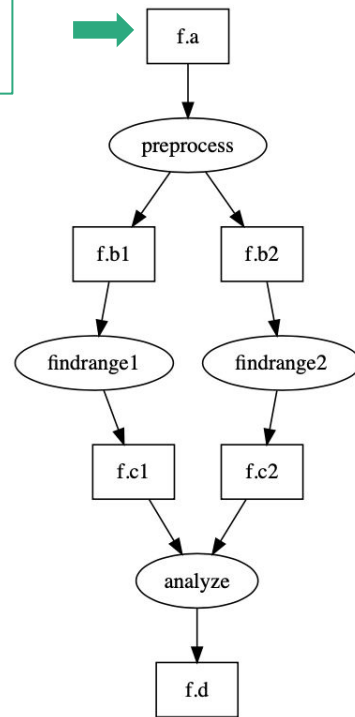 f.a
preprocess
f.b1
f.b2
findrange1
findrange2
f.c1
f.c2
analyze
f.d